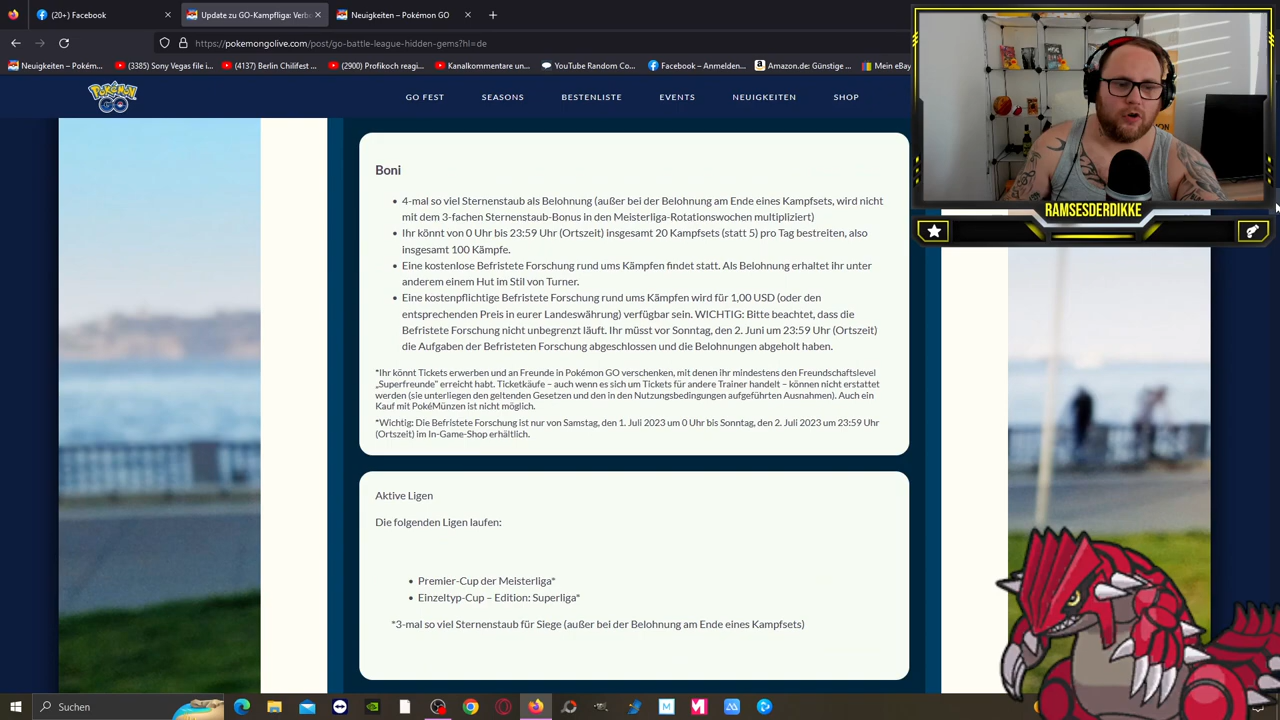 (20+) Facebook
Update zu GO-Kampfliga: Verb
Neuigkeiten – Pokémon GO
https://pokemongolive.com/post/go-battle-league-hidden-gems?hl=de
Neuigkeiten – Pokém...
(3385) Sony Vegas file i...
(4137) Berlin Chilifest ...
(2900) Profikoch reagi...
Kanalkommentare un...
YouTube Random Co...
Facebook – Anmelden...
Amazon.de: Günstige ...
Mein eBay
POKÉMON GO
GO FEST
SEASONS
BESTENLISTE
EVENTS
NEUIGKEITEN
SHOP
RAMSESDERDIKKE
Boni
4-mal so viel Sternenstaub als Belohnung (außer bei der Belohnung am Ende eines Kampfsets, wird nicht
mit dem 3-fachen Sternenstaub-Bonus in den Meisterliga-Rotationswochen multipliziert)
Ihr könnt von 0 Uhr bis 23:59 Uhr (Ortszeit) insgesamt 20 Kampfsets (statt 5) pro Tag bestreiten, also
insgesamt 100 Kämpfe.
Eine kostenlose Befristete Forschung rund ums Kämpfen findet statt. Als Belohnung erhaltet ihr unter
anderem einen Hut im Stil von Turner.
Eine kostenpflichtige Befristete Forschung rund ums Kämpfen wird für 1,00 USD (oder den
entsprechenden Preis in eurer Landeswährung) verfügbar sein. WICHTIG: Bitte beachtet, dass die
Befristete Forschung nicht unbegrenzt läuft. Ihr müsst vor Sonntag, den 2. Juni um 23:59 Uhr (Ortszeit)
die Aufgaben der Befristeten Forschung abgeschlossen und die Belohnungen abgeholt haben.
*Ihr könnt Tickets erwerben und an Freunde in Pokémon GO verschenken, mit denen ihr mindestens den Freundschaftslevel
„Superfreunde" erreicht habt. Ticketkäufe – auch wenn es sich um Tickets für andere Trainer handelt – können nicht erstattet
werden (sie unterliegen den geltenden Gesetzen und den in den Nutzungsbedingungen aufgeführten Ausnahmen). Auch ein
Kauf mit PokéMünzen ist nicht möglich.
*Wichtig: Die Befristete Forschung ist nur von Samstag, den 1. Juli 2023 um 0 Uhr bis Sonntag, den 2. Juli 2023 um 23:59 Uhr
(Ortszeit) im In-Game-Shop erhältlich.
Aktive Ligen
Die folgenden Ligen laufen:
Premier-Cup der Meisterliga*
Einzeltyp-Cup – Edition: Superliga*
*3-mal so viel Sternenstaub für Siege (außer bei der Belohnung am Ende eines Kampfsets)
Suchen